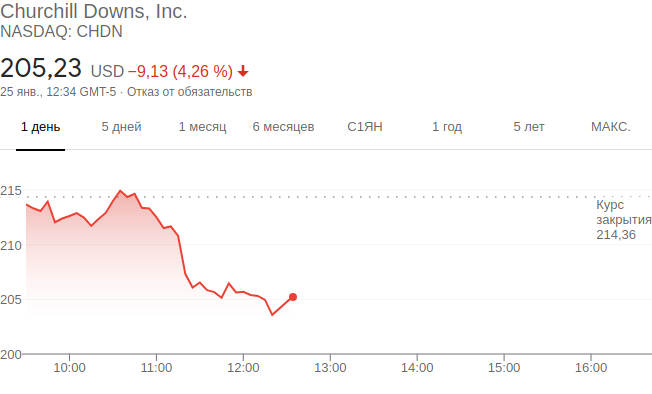 Churchill Downs, Inc.
NASDAQ: CHDN
205,23 USD −9,13 (4,26 %)
25 янв., 12:34 GMT-5 · Отказ от обязательств
1 день 5 дней 1 месяц 6 месяцев С1ЯН 1 год 5 лет МАКС.
215
Курс
закрытия
214,36
210
205
200
10:00 11:00 12:00 13:00 14:00 15:00 16:00